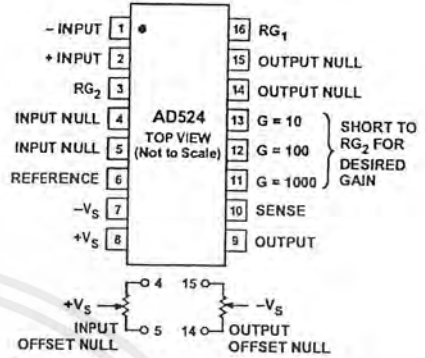 – INPUT 1
+ INPUT 2
RG2 3
INPUT NULL 4
INPUT NULL 5
REFERENCE 6
–VS 7
+VS 8
AD524
TOP VIEW
(Not to Scale)
16 RG1
15 OUTPUT NULL
14 OUTPUT NULL
13 G = 10
12 G = 100
11 G = 1000
10 SENSE
9 OUTPUT
SHORT TO
RG2 FOR
DESIRED
GAIN
+VS
4
5
INPUT
OFFSET NULL
15
14
–VS
OUTPUT
OFFSET NULL